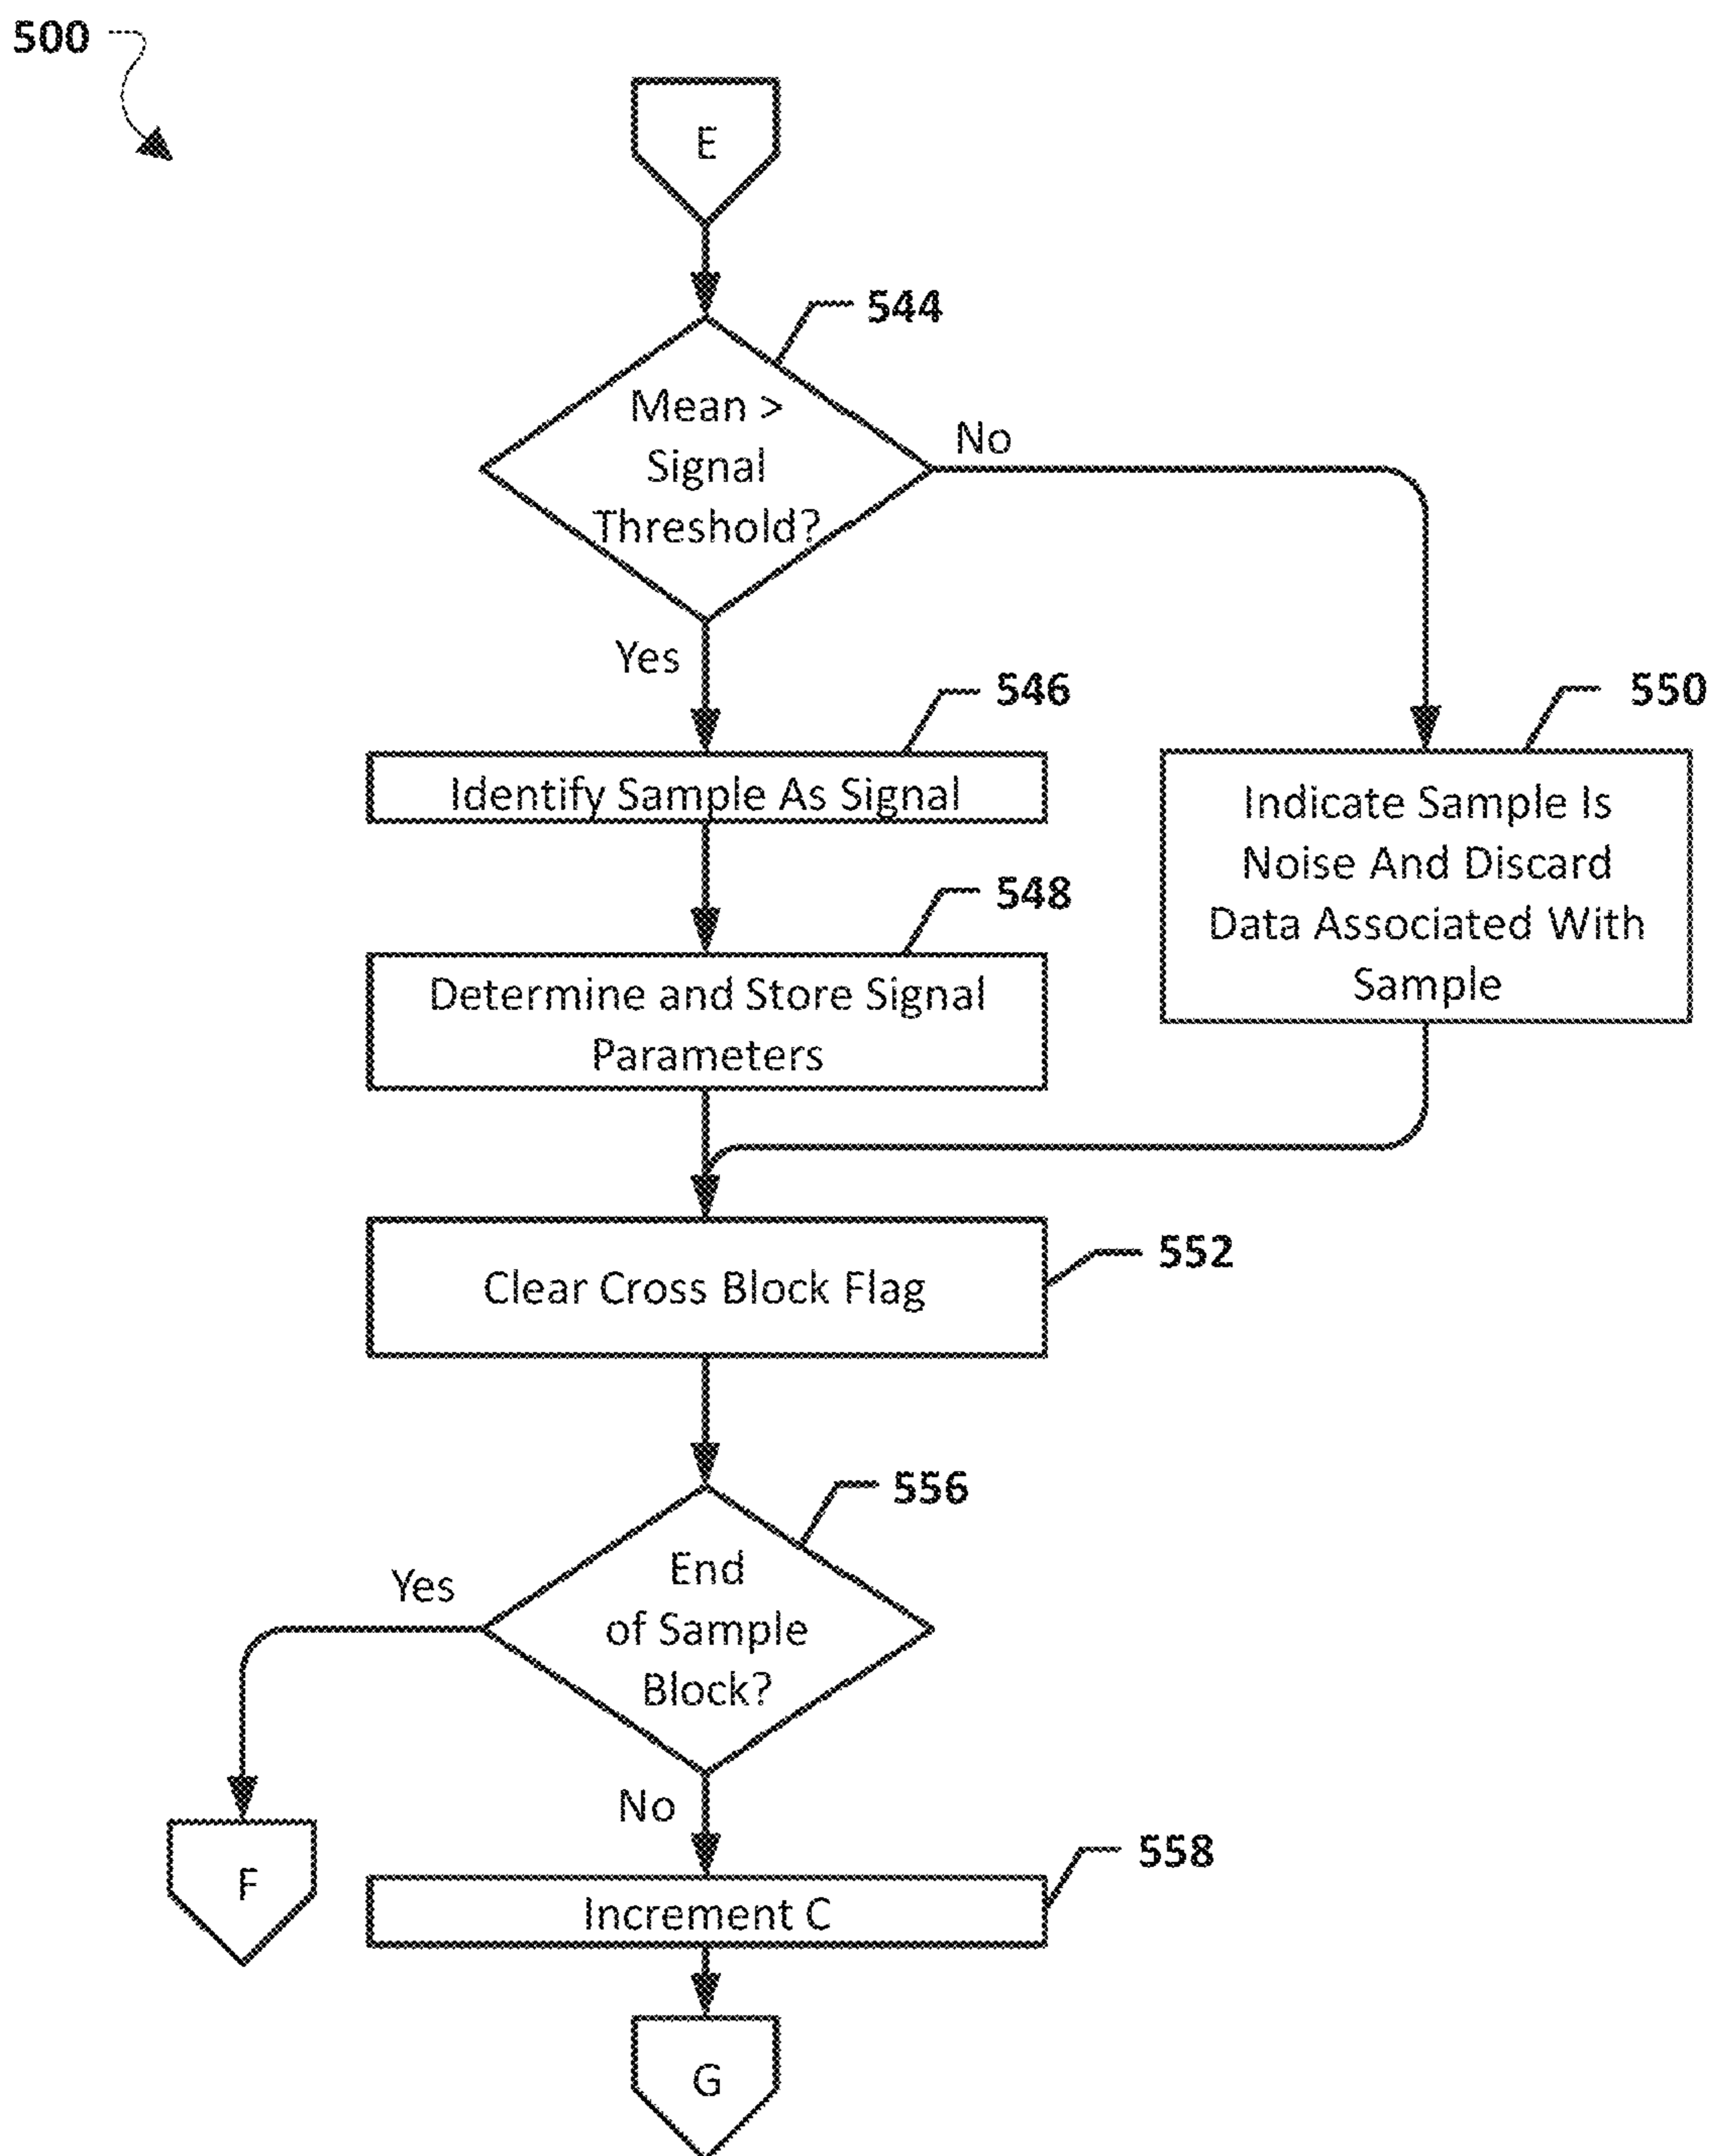 500
E
544
Mean >
Signal
Threshold?
No
Yes
546
Identify Sample As Signal
550
Indicate Sample Is
Noise And Discard
Data Associated With
Sample
548
Determine and Store Signal
Parameters
552
Clear Cross Block Flag
556
End
of Sample
Block?
Yes
No
F
558
Increment C
G